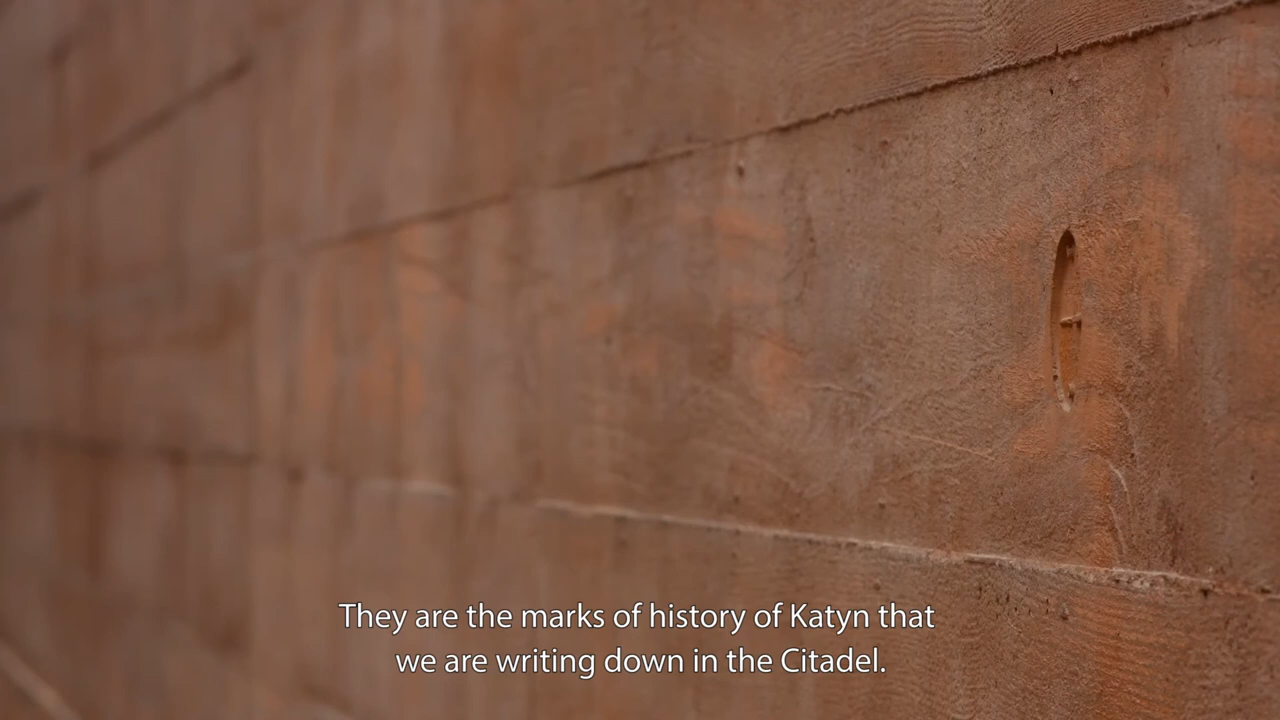 They are the marks of history of Katyn that
we are writing down in the Citadel.